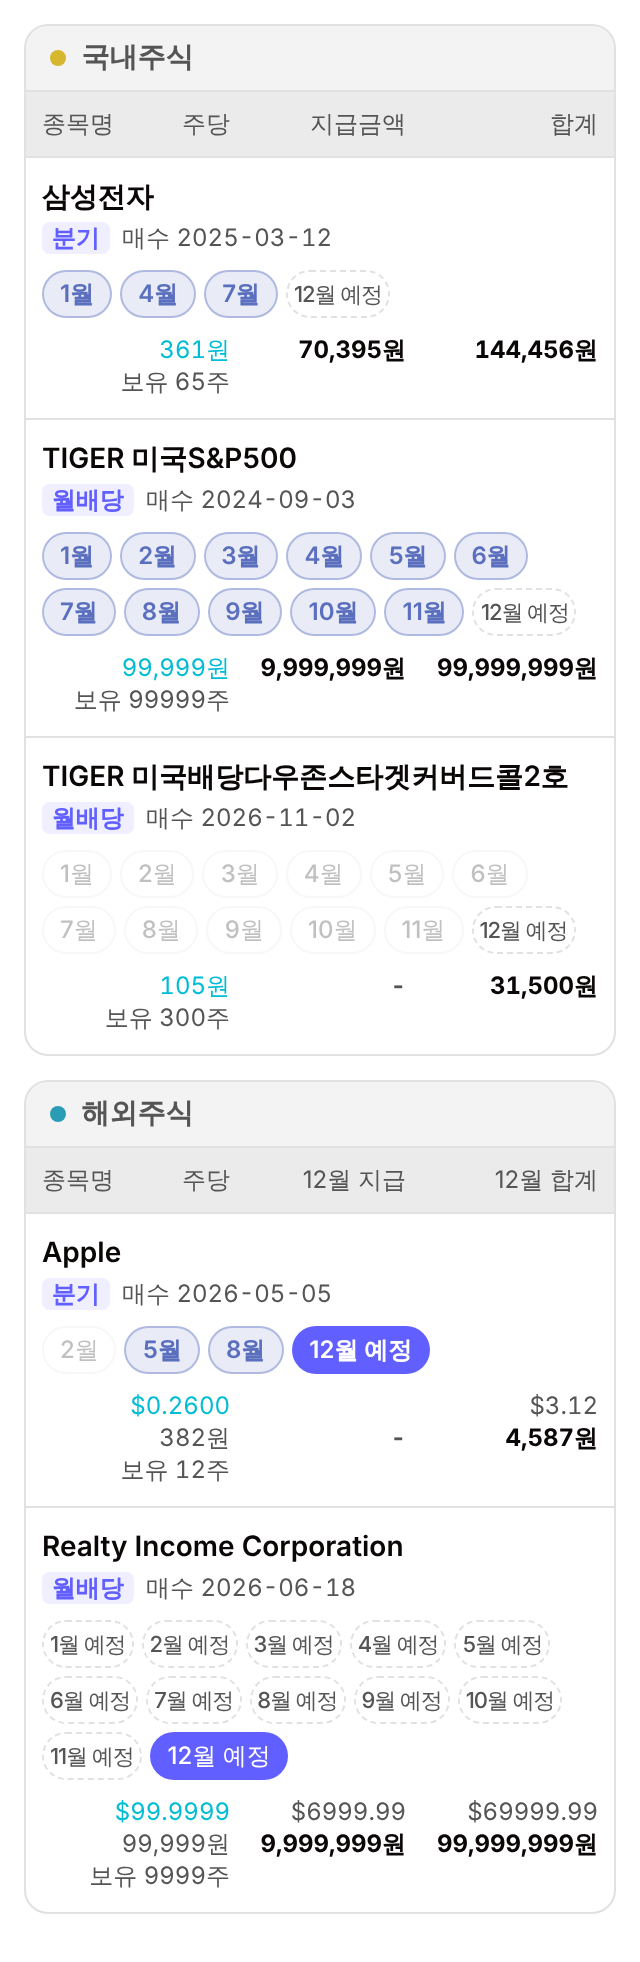 국내주식
종목명 주당 지급금액 합계
삼성전자
분기 매수 2025-03-12
1월 4월 7월 12월 예정
361원 70,395원 144,456원
보유 65주
TIGER 미국S&P500
월배당 매수 2024-09-03
1월 2월 3월 4월 5월 6월
7월 8월 9월 10월 11월 12월 예정
99,999원 9,999,999원 99,999,999원
보유 99999주
TIGER 미국배당다우존스타겟커버드콜2호
월배당 매수 2026-11-02
1월 2월 3월 4월 5월 6월
7월 8월 9월 10월 11월 12월 예정
105원 - 31,500원
보유 300주
해외주식
종목명 주당 12월 지급 12월 합계
Apple
분기 매수 2026-05-05
2월 5월 8월 12월 예정
$0.2600 $3.12
382원 - 4,587원
보유 12주
Realty Income Corporation
월배당 매수 2026-06-18
1월 예정 2월 예정 3월 예정 4월 예정 5월 예정
6월 예정 7월 예정 8월 예정 9월 예정 10월 예정
11월 예정 12월 예정
$99.9999 $6999.99 $69999.99
99,999원 9,999,999원 99,999,999원
보유 9999주